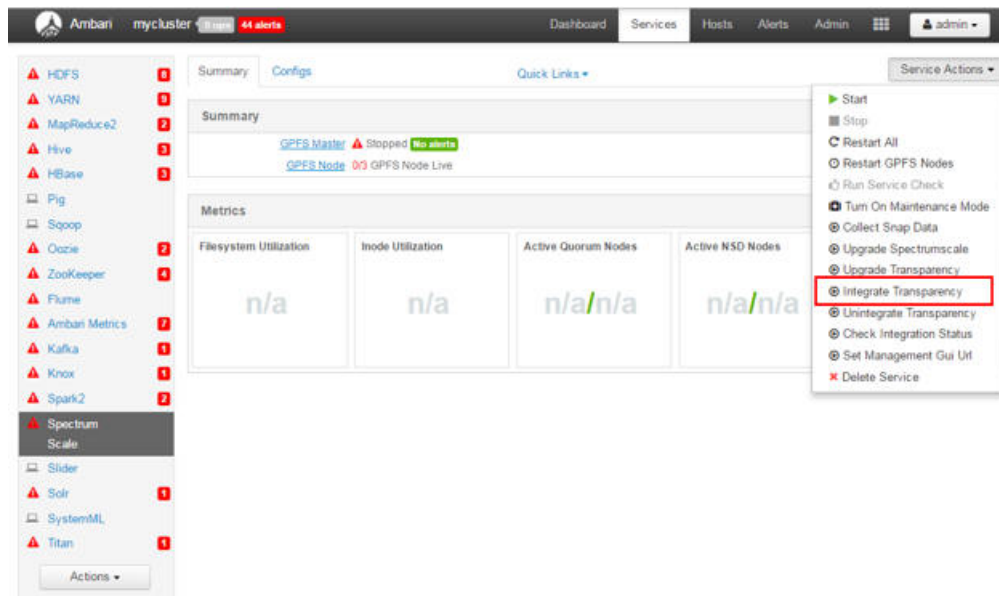 Ambari mycluster 0 ops 44 alerts Dashboard Services Hosts Alerts Admin admin
HDFS 8
YARN 9
MapReduce2 2
Hive 3
HBase 3
Pig
Sqoop
Oozie 2
ZooKeeper 4
Flume
Ambari Metrics 7
Kafka 1
Knox 1
Spark2 2
Spectrum
Scale
Slider
Solr 1
SystemML
Titan 1
Actions
Summary Configs Quick Links Service Actions
Summary
GPFS Master Stopped No alerts
GPFS Node 0/3 GPFS Node Live
Metrics
Filesystem Utilization Inode Utilization Active Quorum Nodes Active NSD Nodes
n/a n/a n/a/n/a n/a/n/a
Start
Stop
Restart All
Restart GPFS Nodes
Run Service Check
Turn On Maintenance Mode
Collect Snap Data
Upgrade Spectrumscale
Upgrade Transparency
Integrate Transparency
Unintegrate Transparency
Check Integration Status
Set Management Gui Url
Delete Service